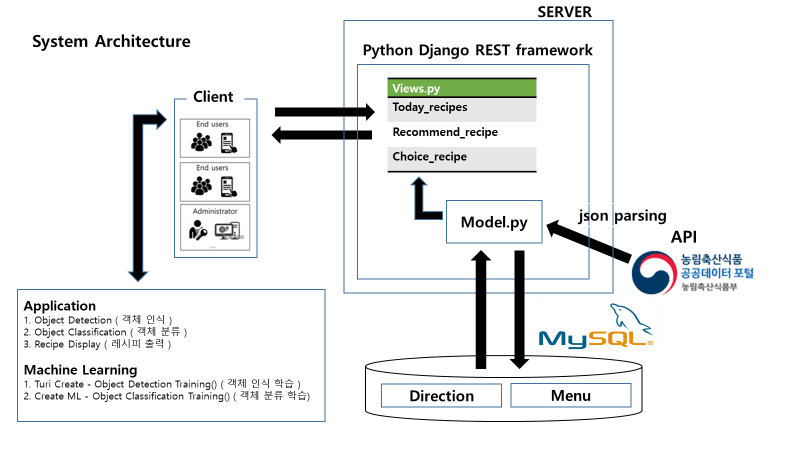 SERVER
System Architecture
Python Django REST framework
Views.py
Today_recipes
Recommend_recipe
Choice_recipe
Client
End users
End users
Administrator
Model.py
json parsing
API
농림축산식품
공공데이터 포털
농림축산식품부
Application
1. Object Detection ( 객체 인식 )
2. Object Classification ( 객체 분류 )
3. Recipe Display ( 레시피 출력 )
Machine Learning
1. Turi Create - Object Detection Training() ( 객체 인식 학습 )
2. Create ML - Object Classification Training() ( 객체 분류 학습)
MySQL
Direction
Menu